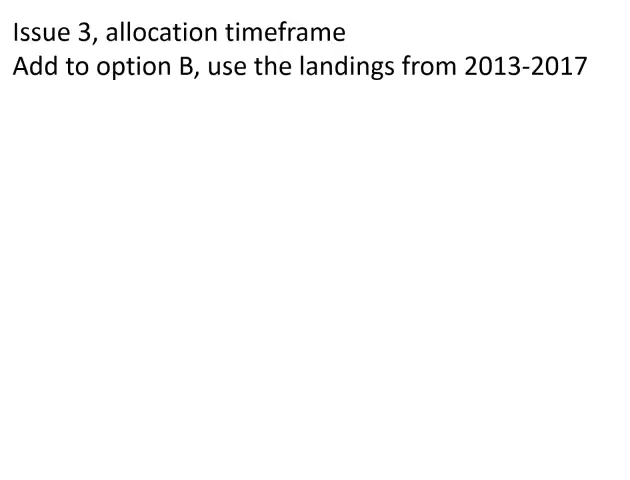 Issue 3, allocation timeframe
Add to option B, use the landings from 2013-2017